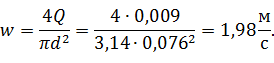 w = 4Q / πd² = 4 · 0,009 / 3,14 · 0,076² = 1,98 м/с.